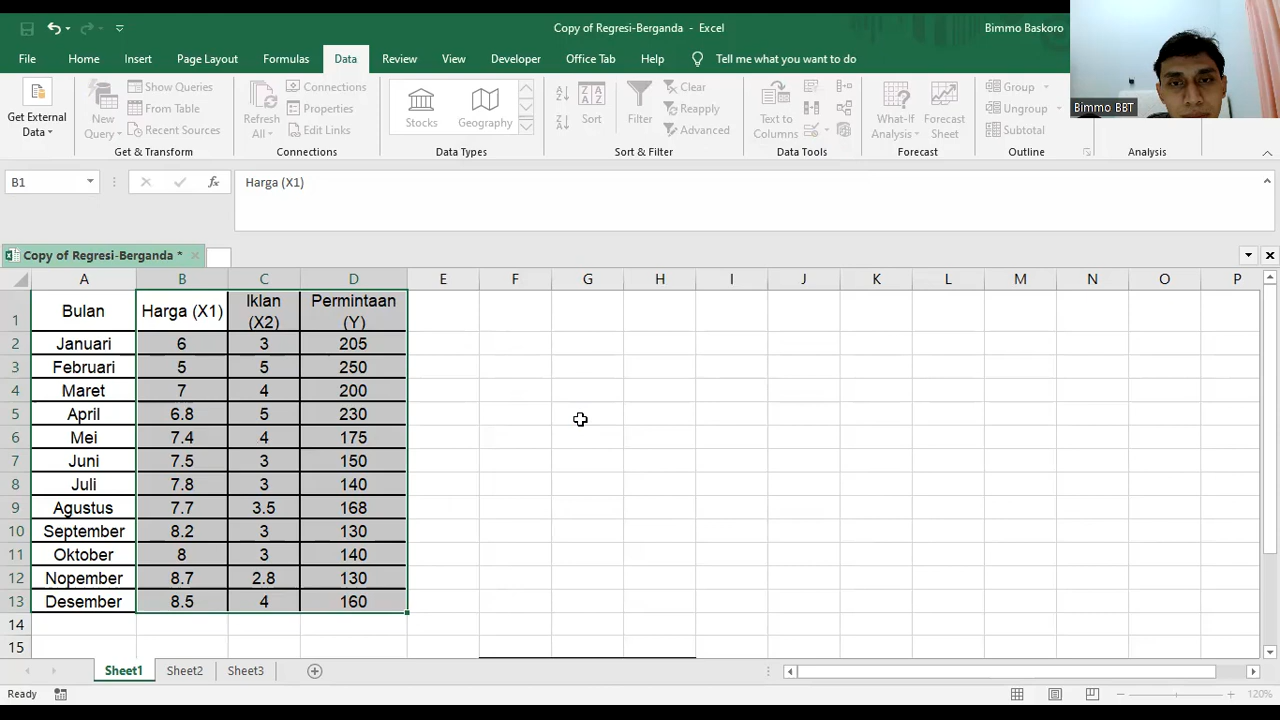 Copy of Regresi-Berganda - Excel
Bimmo Baskoro
File Home Insert Page Layout Formulas Data Review View Developer Office Tab Help Tell me what you want to do
Bimmo BBT
Get External Data
New Query
Show Queries
From Table
Recent Sources
Get & Transform
Refresh All
Connections
Properties
Edit Links
Connections
Stocks
Geography
Data Types
Sort
Filter
Clear
Reapply
Advanced
Sort & Filter
Text to Columns
Data Tools
What-If Analysis
Forecast Sheet
Forecast
Group
Ungroup
Subtotal
Outline
Analysis
B1
fx
Harga (X1)
Copy of Regresi-Berganda *
A B C D E F G H I J K L M N O P
1 Bulan Harga (X1) Iklan (X2) Permintaan (Y)
2 Januari 6 3 205
3 Februari 5 5 250
4 Maret 7 4 200
5 April 6.8 5 230
6 Mei 7.4 4 175
7 Juni 7.5 3 150
8 Juli 7.8 3 140
9 Agustus 7.7 3.5 168
10 September 8.2 3 130
11 Oktober 8 3 140
12 Nopember 8.7 2.8 130
13 Desember 8.5 4 160
14
15
Sheet1 Sheet2 Sheet3
Ready
120%